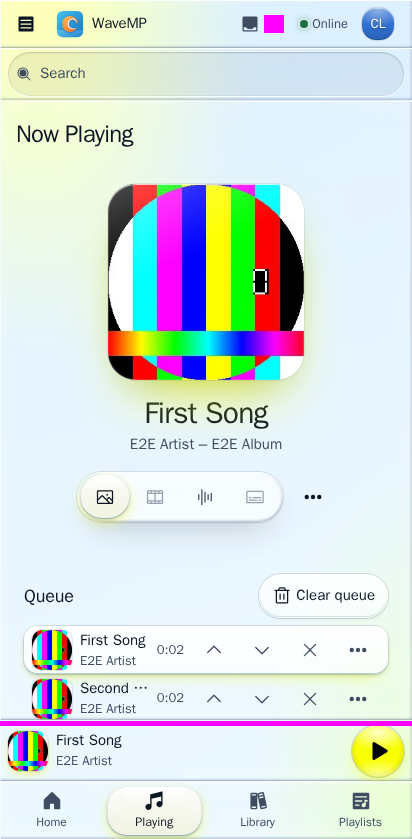 WaveMP
Online
CL
Search
Now Playing
First Song
E2E Artist – E2E Album
Queue
Clear queue
First Song
E2E Artist
0:02
Second ···
E2E Artist
0:02
First Song
E2E Artist
Home
Playing
Library
Playlists